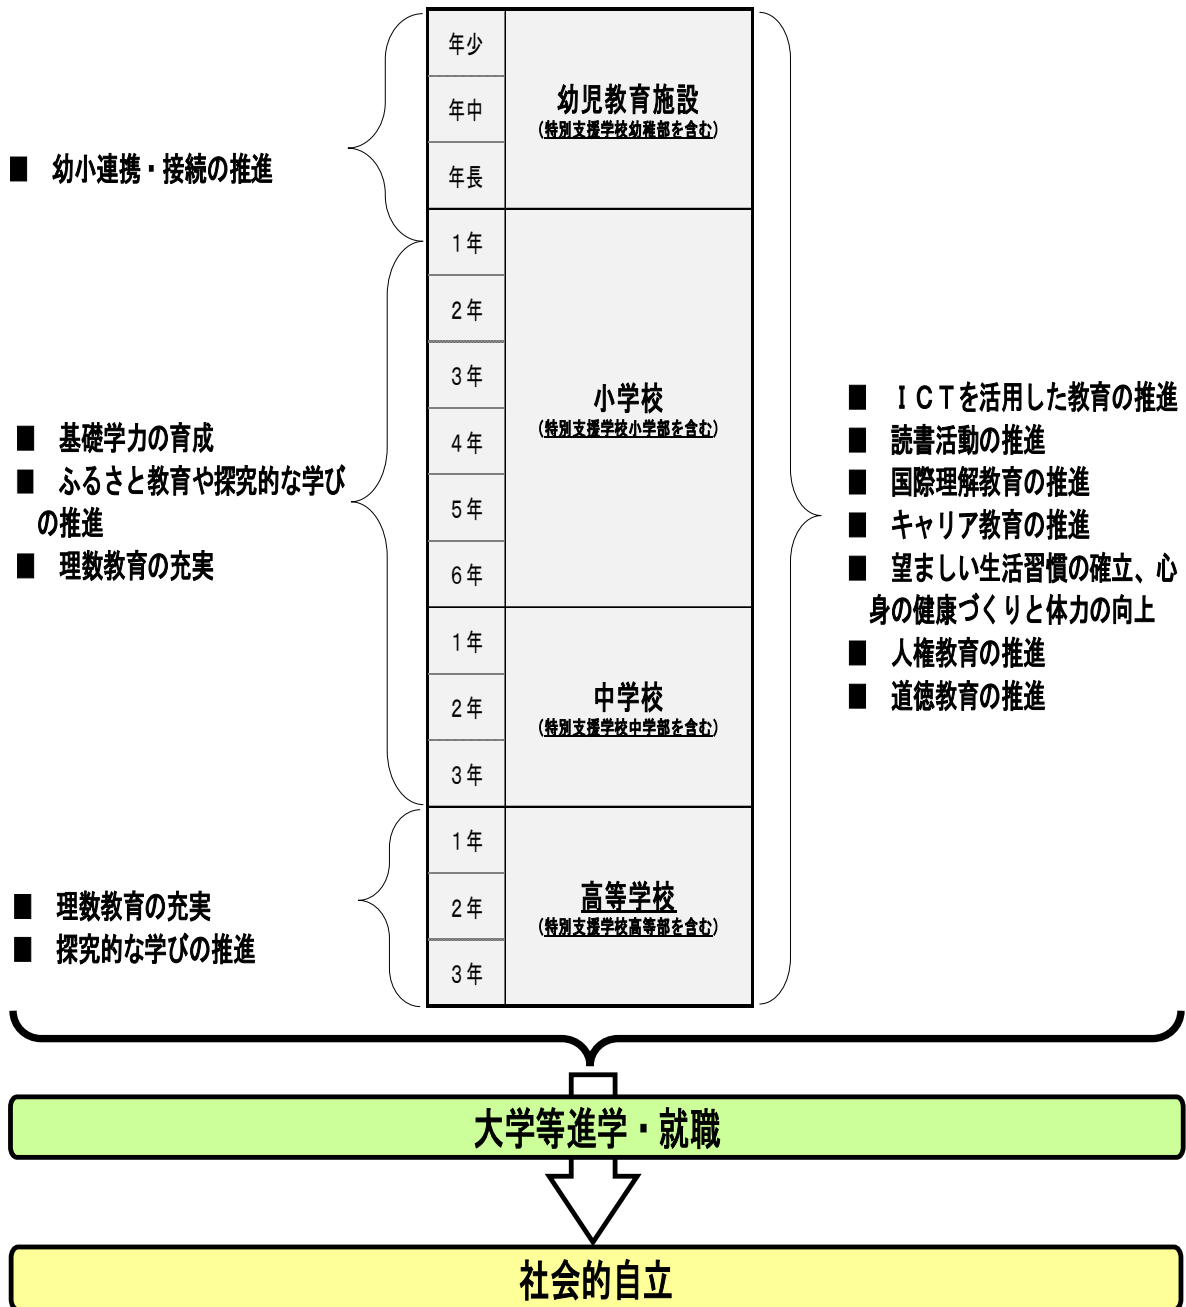 年少
年中
年長
幼児教育施設
(特別支援学校幼稚部を含む)
■　幼小連携・接続の推進
1年
2年
3年
4年
5年
6年
小学校
(特別支援学校小学部を含む)
■　基礎学力の育成
■　ふるさと教育や探究的な学び
の推進
■　理数教育の充実
1年
2年
3年
中学校
(特別支援学校中学部を含む)
1年
2年
3年
高等学校
(特別支援学校高等部を含む)
■　理数教育の充実
■　探究的な学びの推進
■　ＩＣＴを活用した教育の推進
■　読書活動の推進
■　国際理解教育の推進
■　キャリア教育の推進
■　望ましい生活習慣の確立、心
身の健康づくりと体力の向上
■　人権教育の推進
■　道徳教育の推進
大学等進学・就職
社会的自立